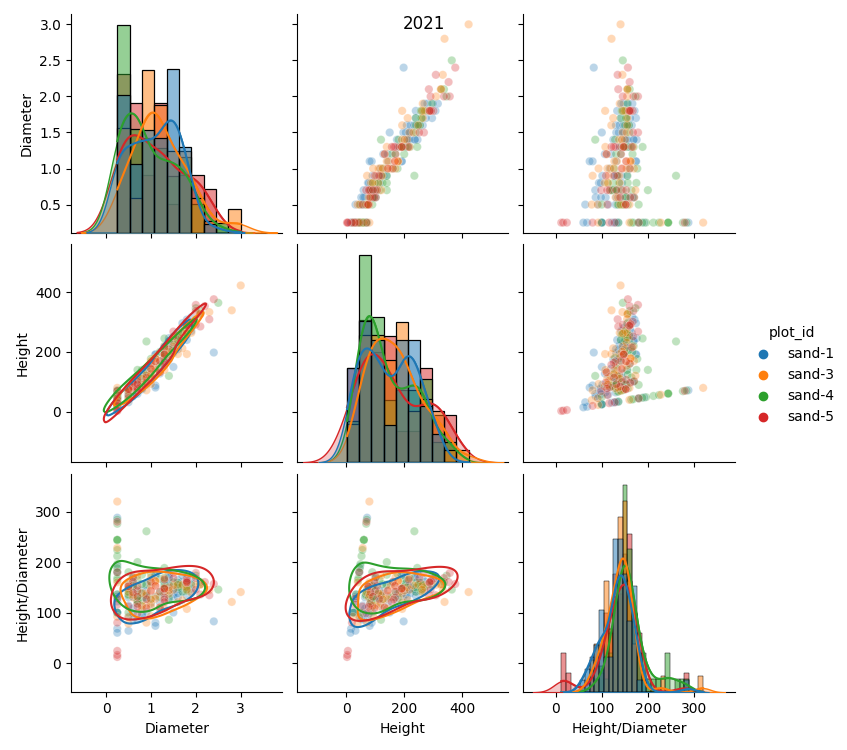 2021
3.0
2.5
2.0
1.5
1.0
0.5
Diameter
400
200
0
Height
plot_id
sand-1
sand-3
sand-4
sand-5
300
200
100
0
Height/Diameter
0 1 2 3
0 200 400
0 100 200 300
Diameter
Height
Height/Diameter